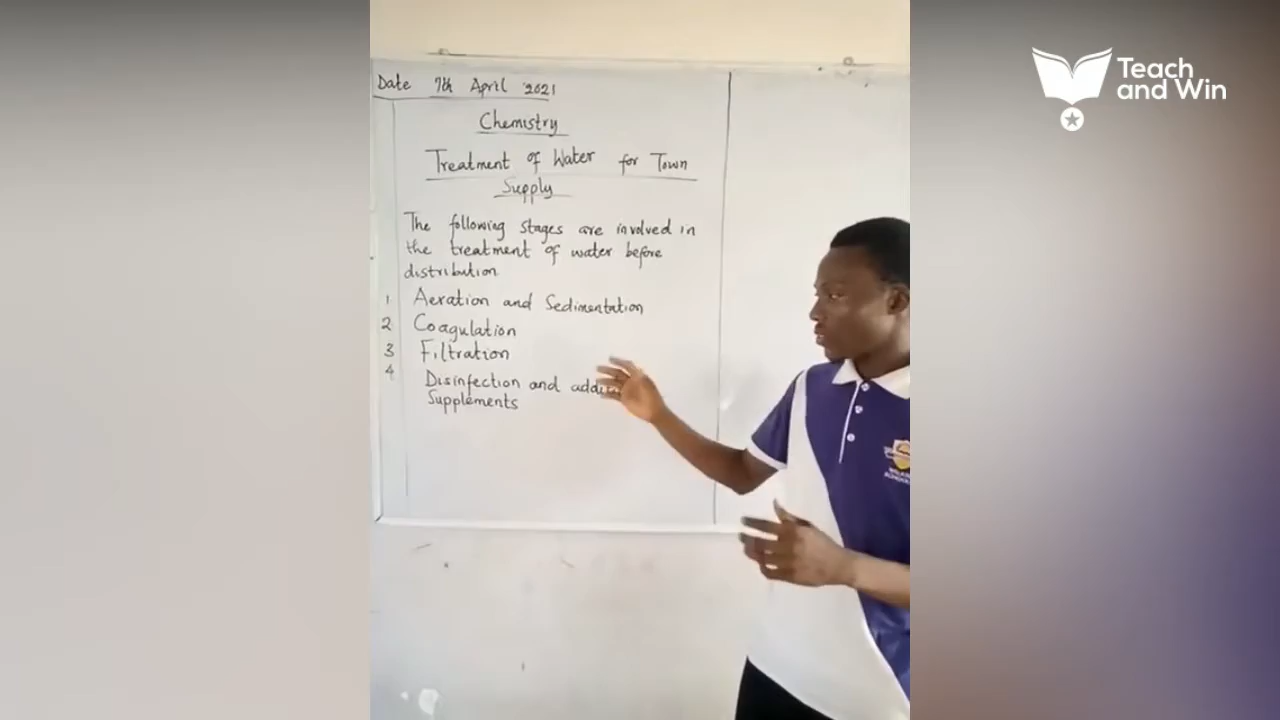 Teach
and Win
Date 7th April 2021
Chemistry
Treatment of Water for Town
Supply
The following stages are involved in
the treatment of water before
distribution
1 Aeration and Sedimentation
2 Coagulation
3 Filtration
4 Disinfection and
Supplements